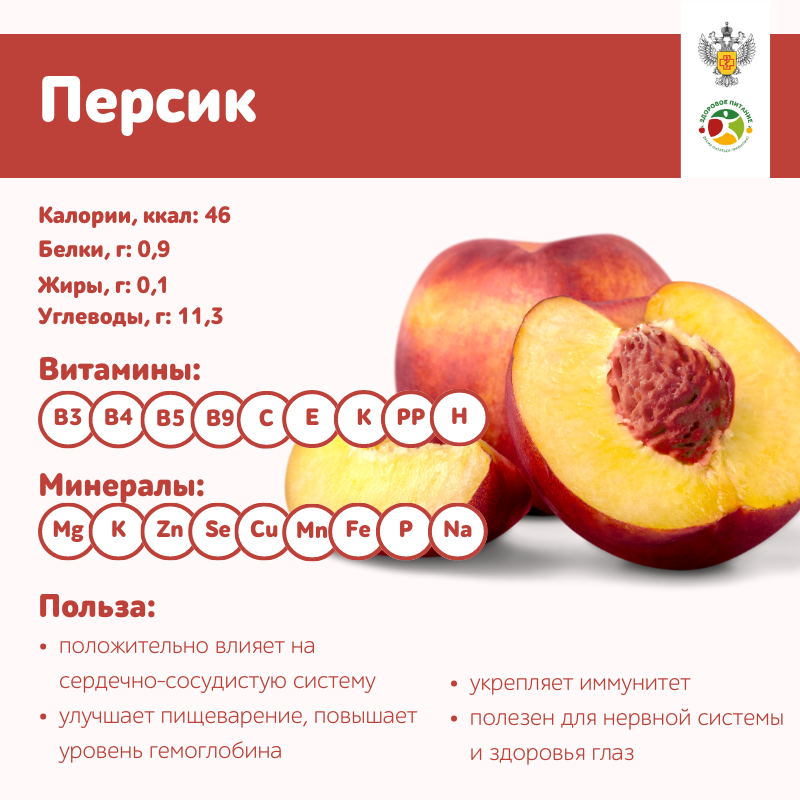 Персик
ЗДОРОВОЕ ПИТАНИЕ
Калории, ккал: 46
Белки, г: 0,9
Жиры, г: 0,1
Углеводы, г: 11,3
Витамины:
B3 B4 B5 B9 C E K PP H
Минералы:
Mg K Zn Se Cu Mn Fe P Na
Польза:
• положительно влияет на
сердечно-сосудистую систему
• улучшает пищеварение, повышает
уровень гемоглобина
• укрепляет иммунитет
• полезен для нервной системы
и здоровья глаз